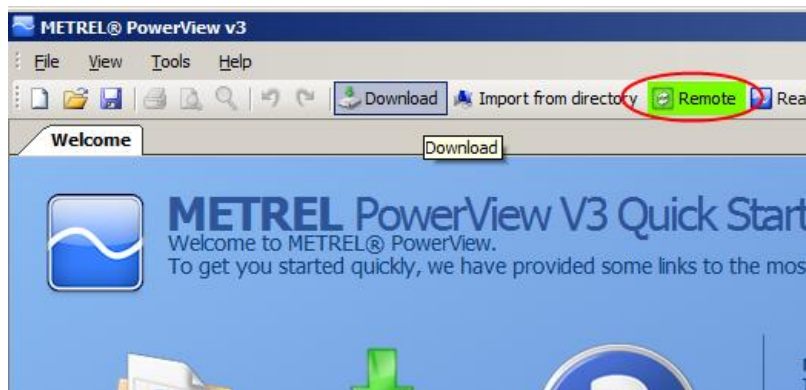 METREL® PowerView v3
File View Tools Help
Download Import from directory Remote Rea
Welcome
Download
METREL PowerView V3 Quick Start
Welcome to METREL® PowerView.
To get you started quickly, we have provided some links to the mos